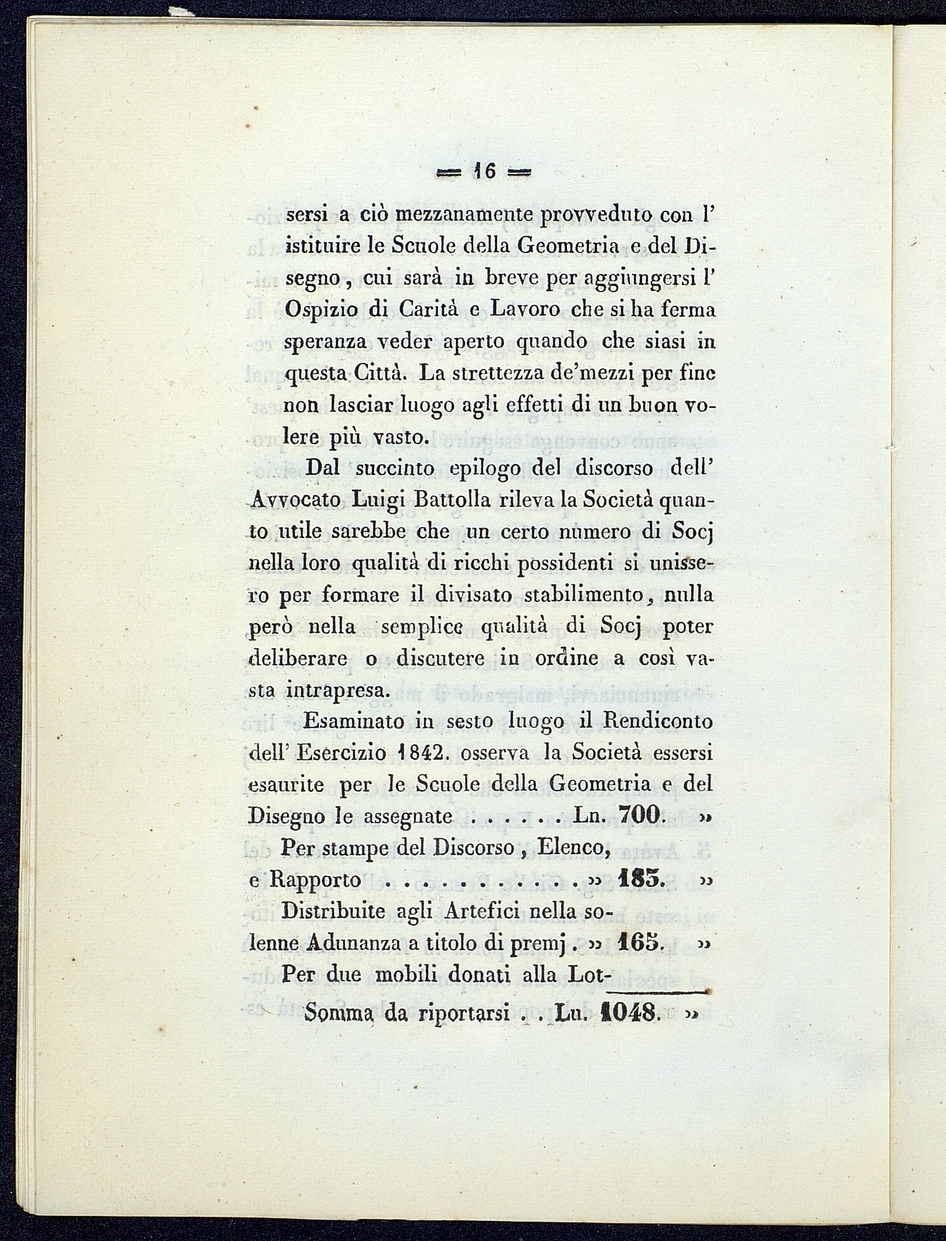 = 16 =
sersi a ciò mezzanamente provveduto con l'
istituire le Scuole della Geometria e del Di-
segno, cui sarà in breve per aggiungersi l'
Ospizio di Carità e Lavoro che si ha ferma
speranza veder aperto quando che siasi in
questa Città. La strettezza de'mezzi per fine
non lasciar luogo agli effetti di un buon vo-
lere più vasto.
Dal succinto epilogo del discorso dell'
Avvocato Luigi Battolla rileva la Società quan-
to utile sarebbe che un certo numero di Socj
nella loro qualità di ricchi possidenti si unisse-
ro per formare il divisato stabilimento, nulla
però nella semplice qualità di Socj poter
deliberare o discutere in ordine a così va-
sta intrapresa.
Esaminato in sesto luogo il Rendiconto
dell' Esercizio 1842. osserva la Società essersi
esaurite per le Scuole della Geometria e del
Disegno le assegnate . . . . . . Ln. 700. »
Per stampe del Discorso, Elenco,
e Rapporto . . . . . . . . . . . » 183. »
Distribuite agli Artefici nella so-
lenne Adunanza a titolo di premj . » 165. »
Per due mobili donati alla Lot-
Somma da riportarsi . . Ln. 1048. »